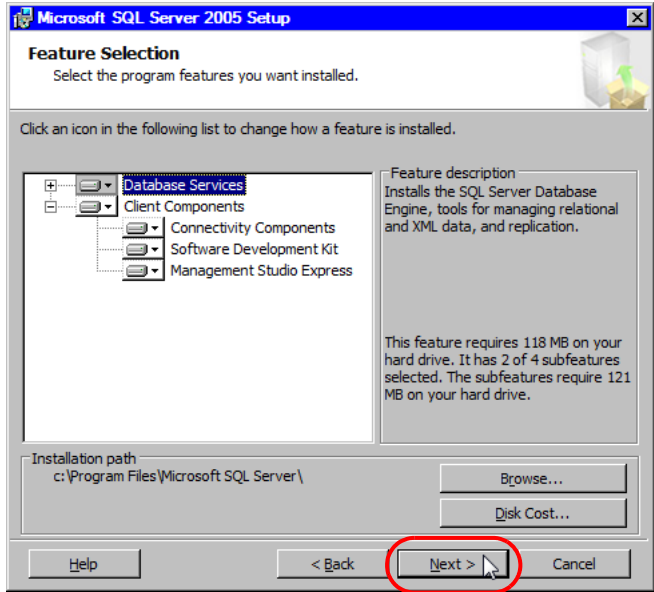 Microsoft SQL Server 2005 Setup
Feature Selection
Select the program features you want installed.
Click an icon in the following list to change how a feature is installed.
Database Services
Client Components
Connectivity Components
Software Development Kit
Management Studio Express
Feature description
Installs the SQL Server Database
Engine, tools for managing relational
and XML data, and replication.
This feature requires 118 MB on your
hard drive. It has 2 of 4 subfeatures
selected. The subfeatures require 121
MB on your hard drive.
Installation path
c:\Program Files\Microsoft SQL Server\
Browse...
Disk Cost...
Help
< Back
Next >
Cancel